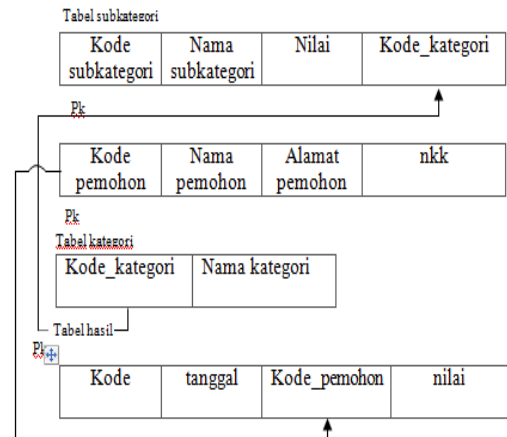 Tabel subkategori
Kode subkategori Nama subkategori Nilai Kode_kategori
Pk
Kode pemohon Nama pemohon Alamat pemohon nkk
Pk
Tabel kategori
Kode_kategori Nama kategori
Tabel hasil
Pk
Kode tanggal Kode_pemohon nilai